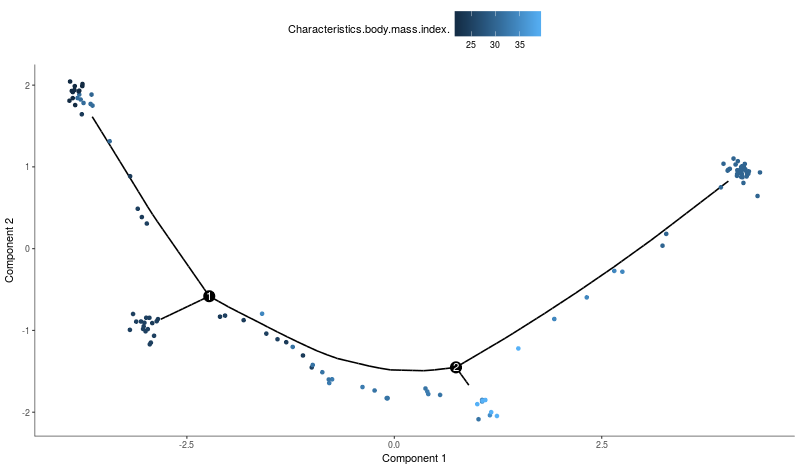 Characteristics.body.mass.index.
25 30 35
Component 2
2
1
0
-1
-2
1
2
-2.5 0.0 2.5
Component 1